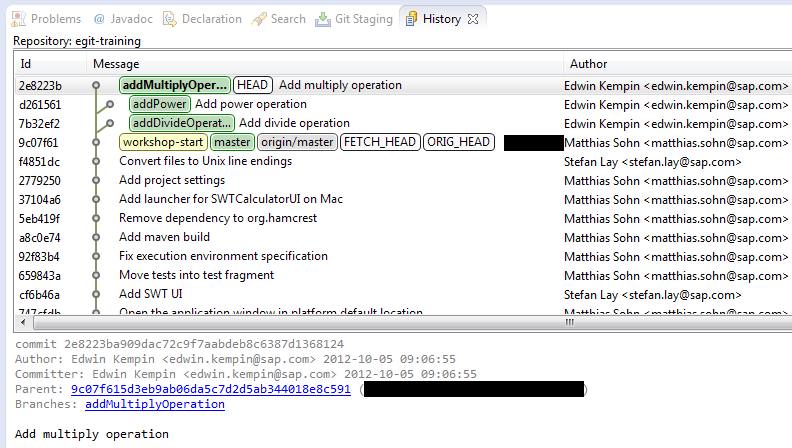 Problems @ Javadoc Declaration Search Git Staging History
Repository: egit-training
Id Message Author
2e8223b addMultiplyOper... HEAD Add multiply operation Edwin Kempin <edwin.kempin@sap.com>
d261561 addPower Add power operation Edwin Kempin <edwin.kempin@sap.com>
7b32ef2 addDivideOperat... Add divide operation Edwin Kempin <edwin.kempin@sap.com>
9c07f61 workshop-start master origin/master FETCH_HEAD ORIG_HEAD Matthias Sohn <matthias.sohn@sap.com>
f4851dc Convert files to Unix line endings Stefan Lay <stefan.lay@sap.com>
2779250 Add project settings Matthias Sohn <matthias.sohn@sap.com>
37104a6 Add launcher for SWTCalculatorUI on Mac Matthias Sohn <matthias.sohn@sap.com>
5eb419f Remove dependency to org.hamcrest Matthias Sohn <matthias.sohn@sap.com>
a8c0e74 Add maven build Matthias Sohn <matthias.sohn@sap.com>
92f83b4 Fix execution environment specification Matthias Sohn <matthias.sohn@sap.com>
659843a Move tests into test fragment Matthias Sohn <matthias.sohn@sap.com>
cf6b46a Add SWT UI Stefan Lay <stefan.lay@sap.com>
747cfdb Open the application window in platform default location Matthias Sohn <matthias.sohn@sap.com>
commit 2e8223ba909dac72c9f7aabdeb8c6387d1368124
Author: Edwin Kempin <edwin.kempin@sap.com> 2012-10-05 09:06:55
Committer: Edwin Kempin <edwin.kempin@sap.com> 2012-10-05 09:06:55
Parent: 9c07f615d3eb9ab06da5c7d2d5ab344018e8c591 ( )
Branches: addMultiplyOperation
Add multiply operation